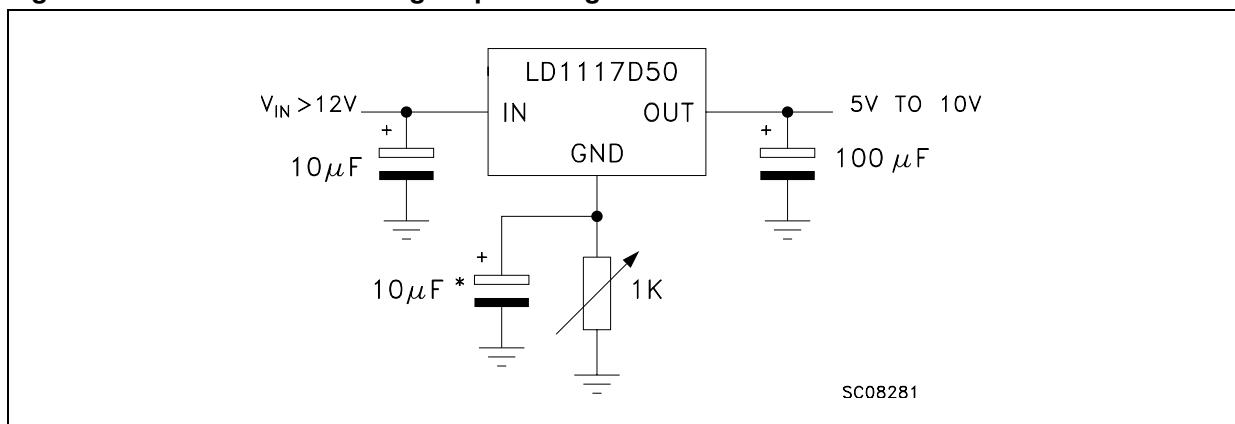 LD1117D50
V_IN >12V
IN
OUT
5V TO 10V
+
+
GND
10μF
100 μF
+
10μF *
1K
SC08281